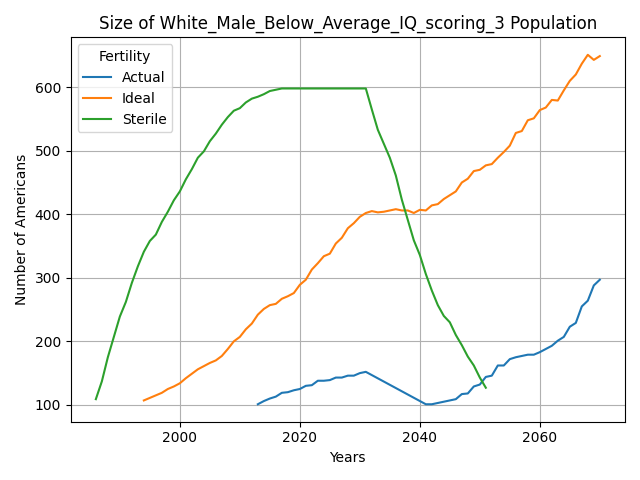 Size of White_Male_Below_Average_IQ_scoring_3 Population
Fertility
Actual
Ideal
Sterile
Number of Americans
600
500
400
300
200
100
2000 2020 2040 2060
Years